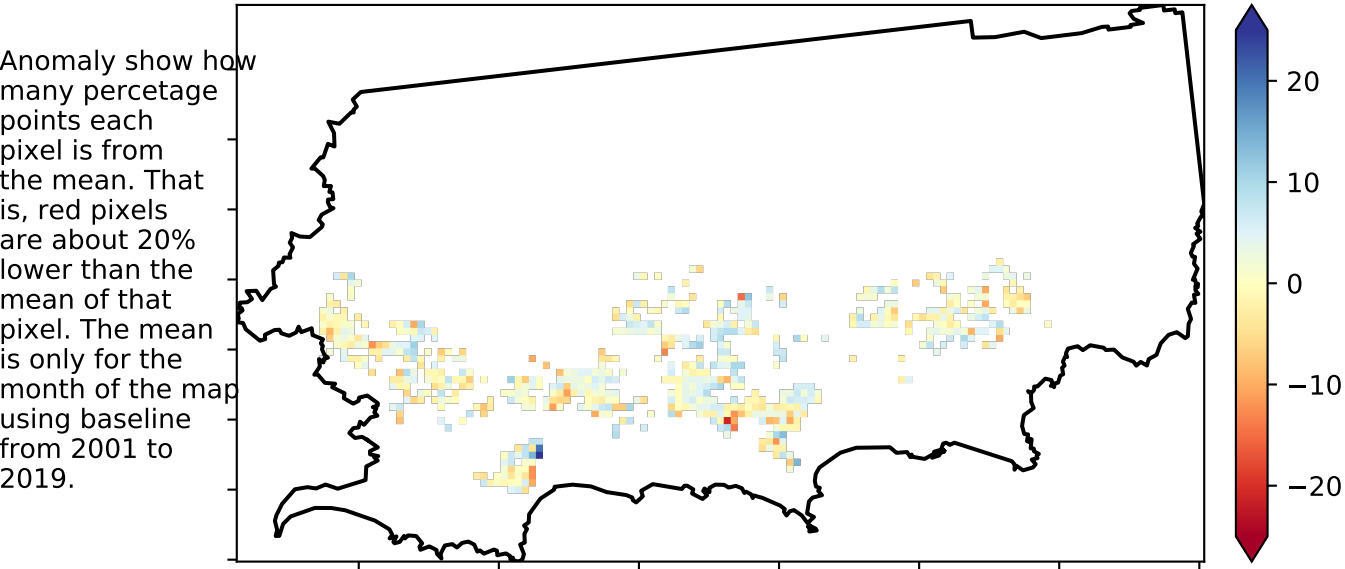 Anomaly show how
many percetage
points each
pixel is from
the mean. That
is, red pixels
are about 20%
lower than the
mean of that
pixel. The mean
is only for the
month of the map
using baseline
from 2001 to
2019.
20
10
0
−10
−20